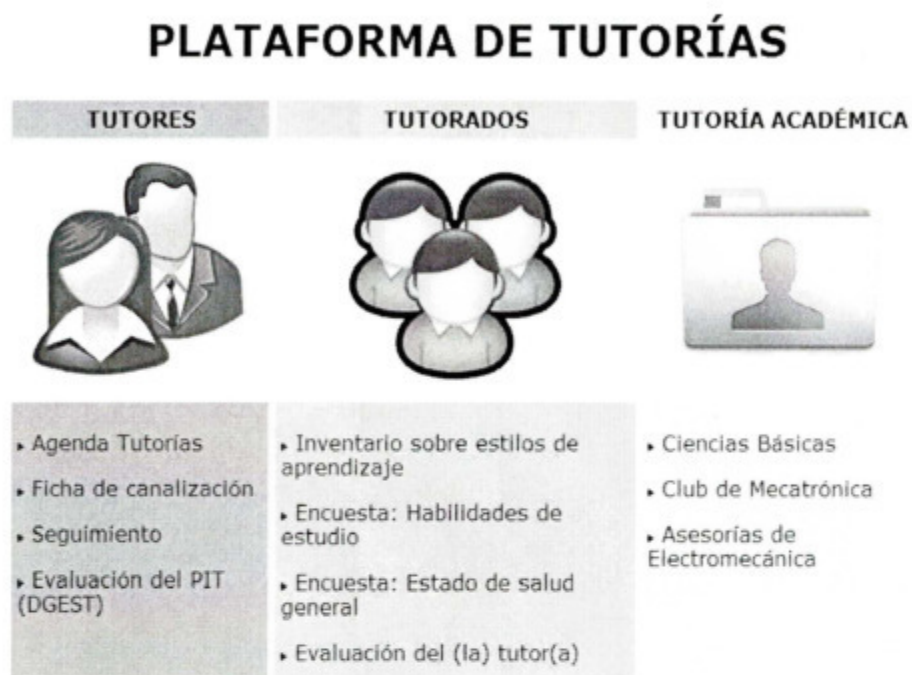 PLATAFORMA DE TUTORÍAS
TUTORES
TUTORADOS
TUTORÍA ACADÉMICA
▸ Agenda Tutorías
▸ Ficha de canalización
▸ Seguimiento
▸ Evaluación del PIT
(DGEST)
▸ Inventario sobre estilos de
aprendizaje
▸ Encuesta: Habilidades de
estudio
▸ Encuesta: Estado de salud
general
▸ Evaluación del (la) tutor(a)
▸ Ciencias Básicas
▸ Club de Mecatrónica
▸ Asesorías de
Electromecánica